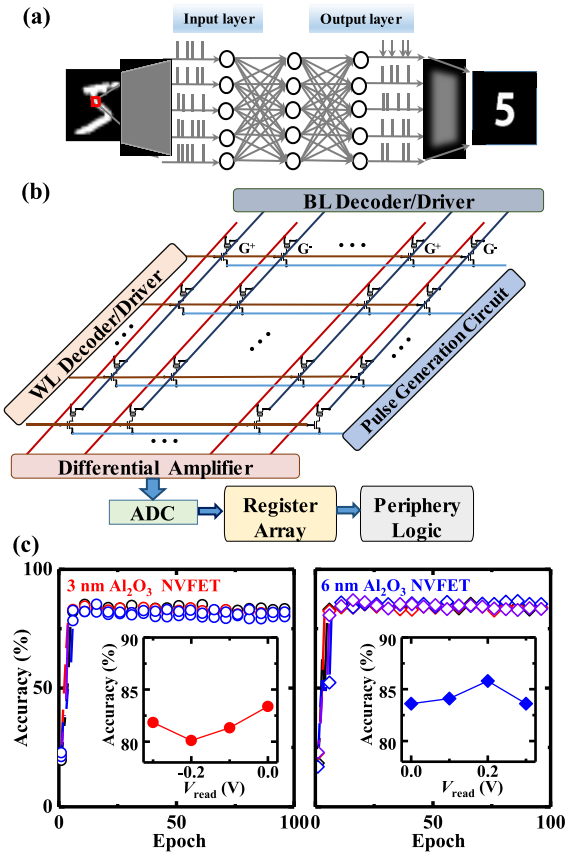 (a)
Input layer
Output layer
5
5
(b)
BL Decoder/Driver
G+
G-
• • •
G+
G-
WL Decoder/Driver
• • •
• • •
• • •
Pulse Generation Circuit
• • •
Differential Amplifier
ADC
Register
Array
Periphery
Logic
(c)
100
3 nm Al2O3 NVFET
6 nm Al2O3 NVFET
Accuracy (%)
50
0
90
85
80
Accuracy (%)
-0.2
0.0
Vread (V)
0
50
100
Epoch
90
85
80
Accuracy (%)
0.0
0.2
Vread (V)
0
50
100
Epoch